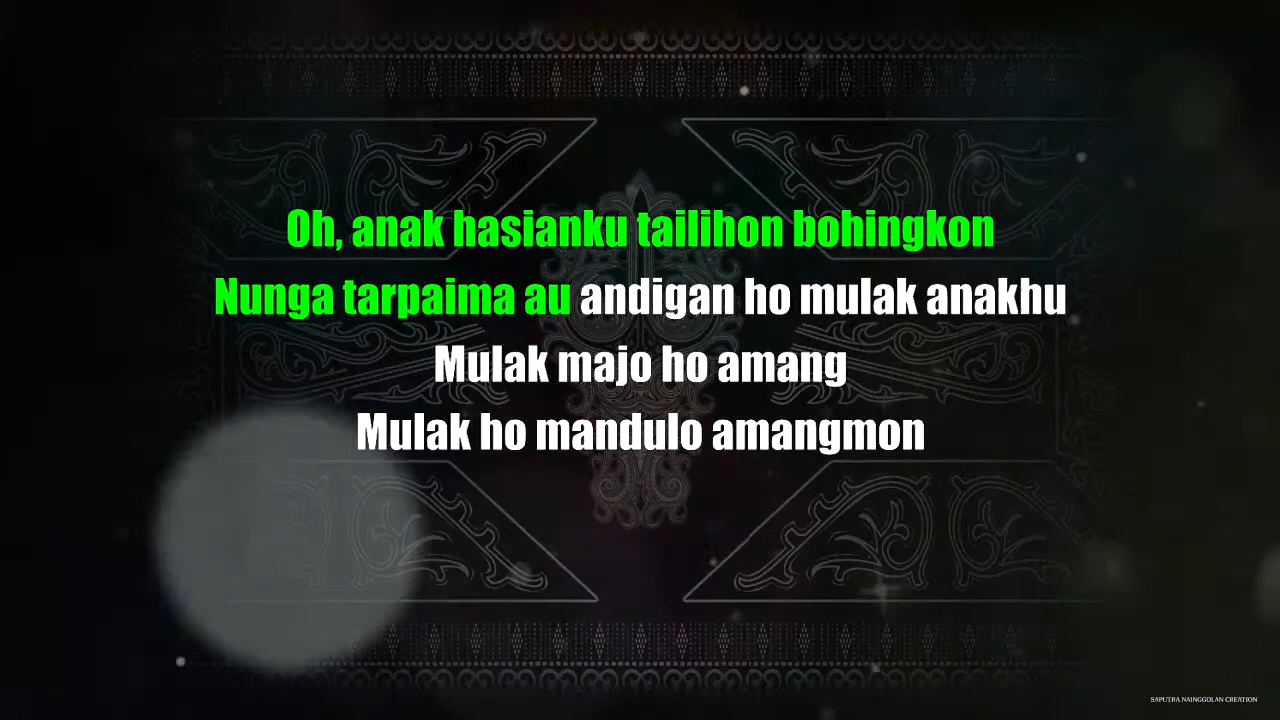 Oh, anak hasianku tailihon bohingkon
Nunga tarpaima au andigan ho mulak anakhu
Mulak majo ho amang
Mulak ho mandulo amangmon
SAPUTRA NAINGGOLAN CREATION